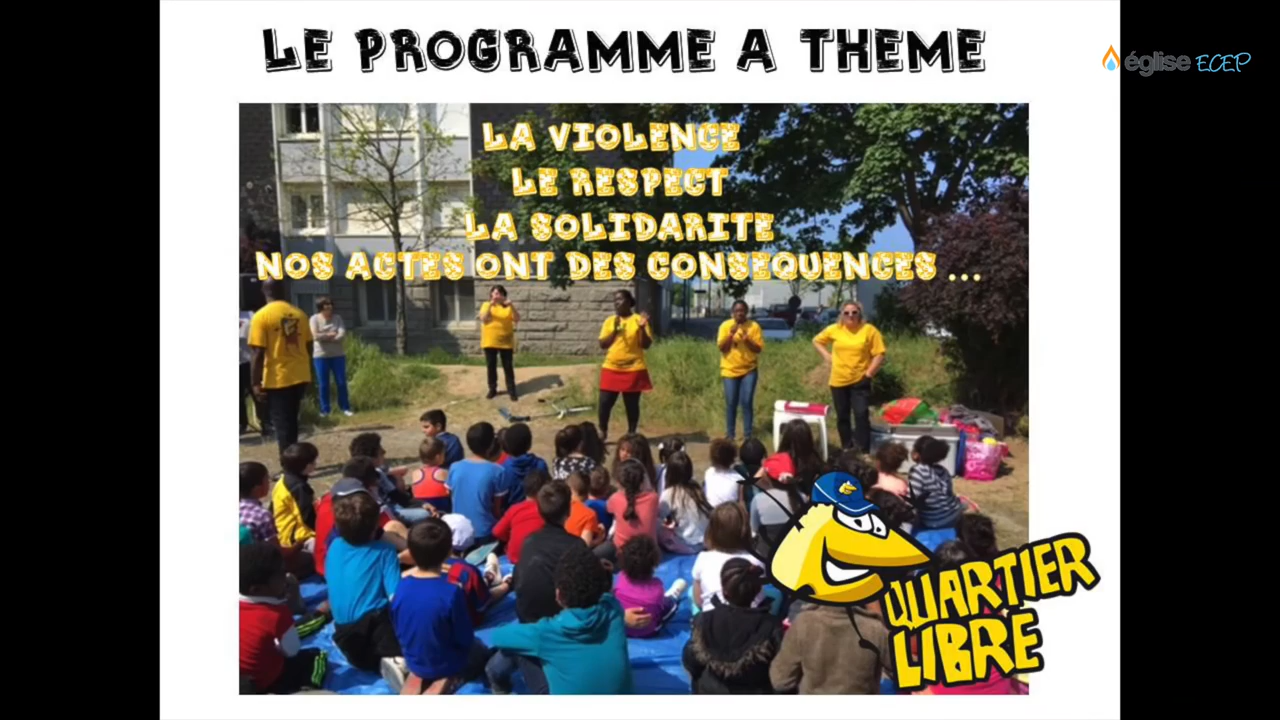 LE PROGRAMME A THEME
église ECEP
LA VIOLENCE
LE RESPECT
LA SOLIDARITE
NOS ACTES ONT DES CONSEQUENCES ...
QUARTIER
LIBRE